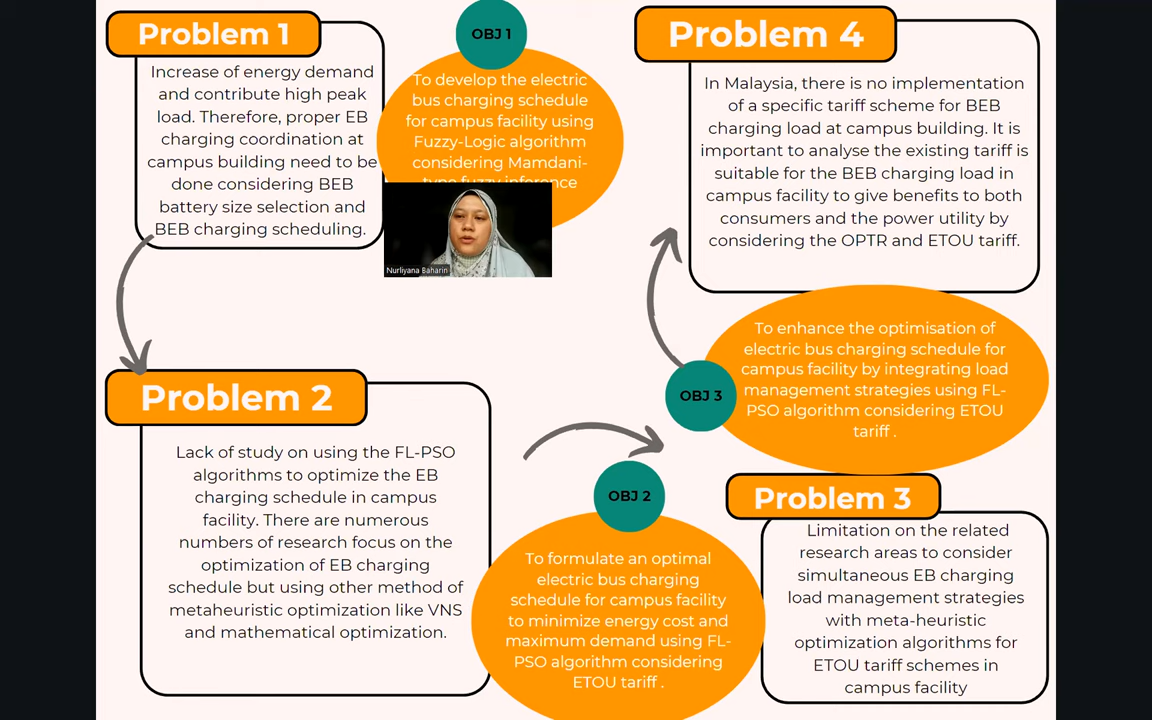 Problem 1
Increase of energy demand
and contribute high peak
load. Therefore, proper EB
charging coordination at
campus building need to be
done considering BEB
battery size selection and
BEB charging scheduling.
OBJ 1
To develop the electric
bus charging schedule
for campus facility using
Fuzzy-Logic algorithm
considering Mamdani-
type fuzzy inference
Nurliyana Baharin
Problem 2
Lack of study on using the FL-PSO
algorithms to optimize the EB
charging schedule in campus
facility. There are numerous
numbers of research focus on the
optimization of EB charging
schedule but using other method of
metaheuristic optimization like VNS
and mathematical optimization.
OBJ 2
To formulate an optimal
electric bus charging
schedule for campus facility
to minimize energy cost and
maximum demand using FL-
PSO algorithm considering
ETOU tariff .
Problem 3
Limitation on the related
research areas to consider
simultaneous EB charging
load management strategies
with meta-heuristic
optimization algorithms for
ETOU tariff schemes in
campus facility
OBJ 3
To enhance the optimisation of
electric bus charging schedule for
campus facility by integrating load
management strategies using FL-
PSO algorithm considering ETOU
tariff .
Problem 4
In Malaysia, there is no implementation
of a specific tariff scheme for BEB
charging load at campus building. It is
important to analyse the existing tariff is
suitable for the BEB charging load in
campus facility to give benefits to both
consumers and the power utility by
considering the OPTR and ETOU tariff.